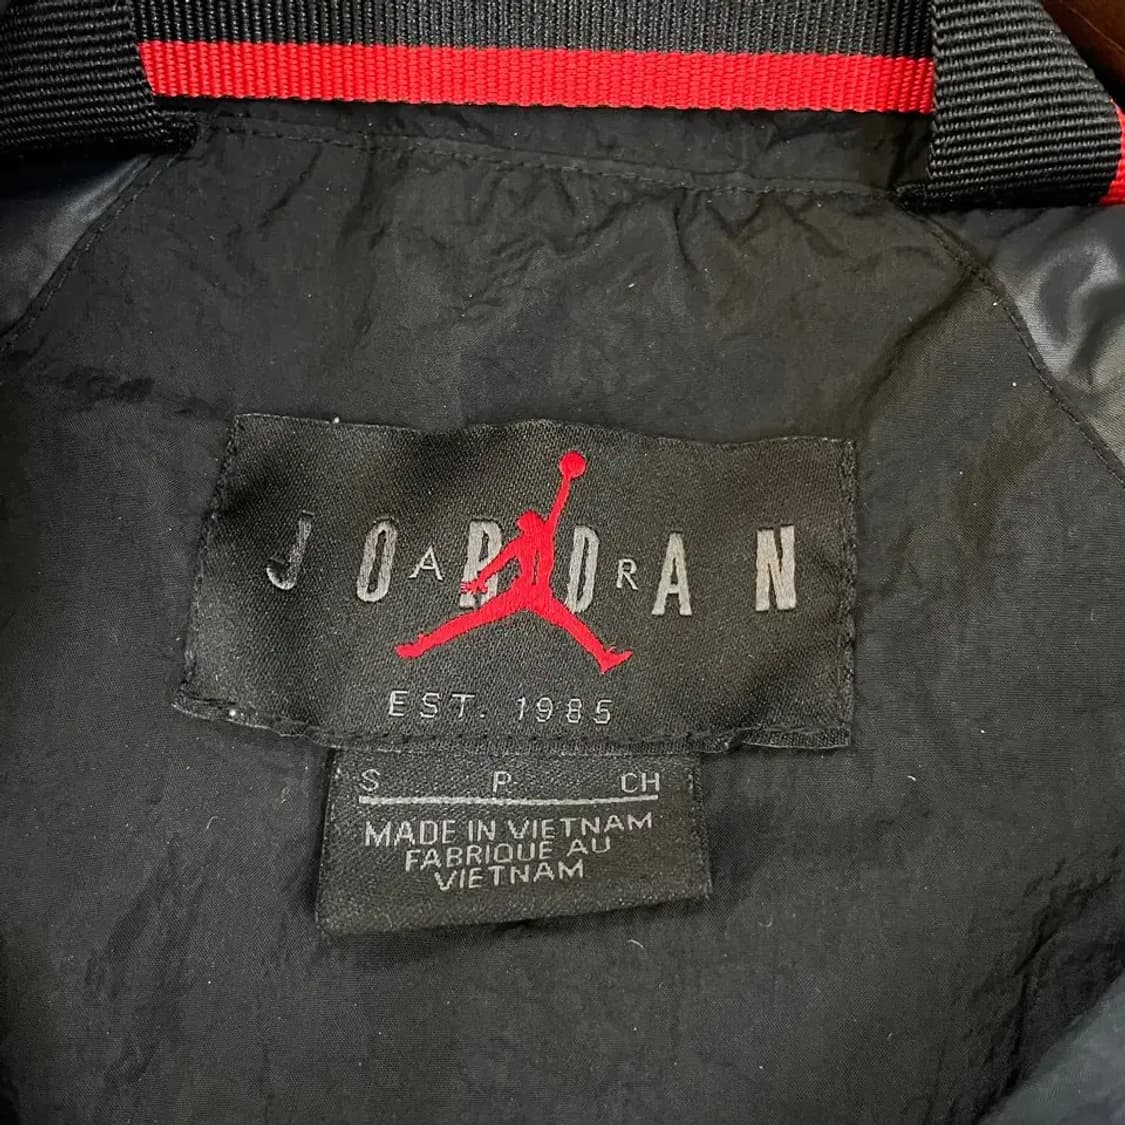 JORDAN
AIR
EST. 1985
S P CH
MADE IN VIETNAM
FABRIQUE AU
VIETNAM